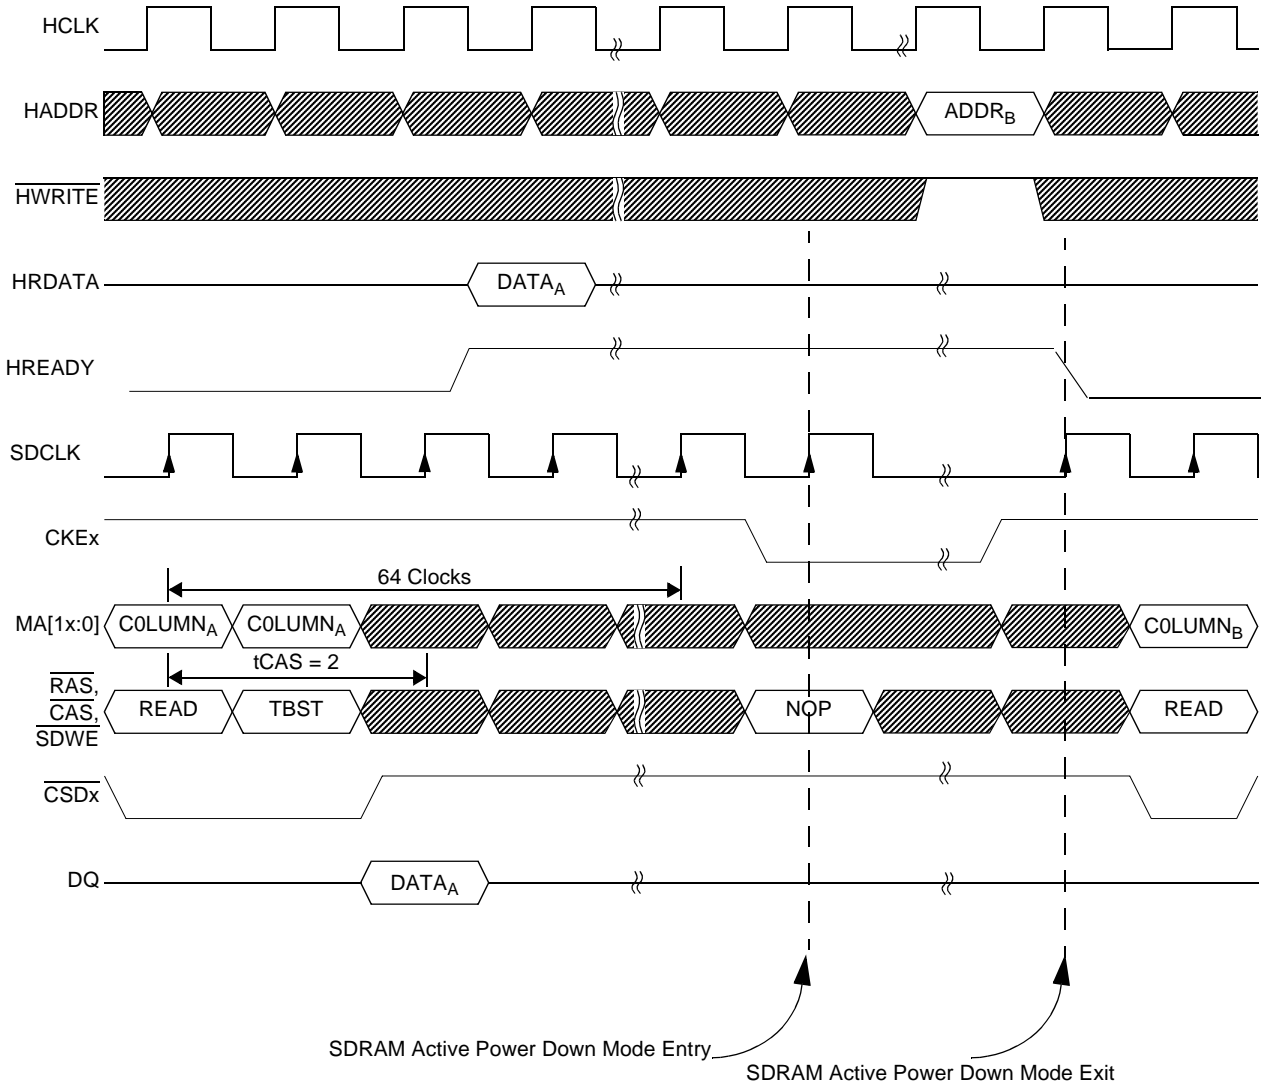 HCLK
HADDR
ADDRB
HWRITE
HRDATA
DATAA
HREADY
SDCLK
CKEx
64 Clocks
MA[1x:0]
C0LUMNA
C0LUMNA
C0LUMNB
tCAS = 2
RAS,
CAS,
SDWE
READ
TBST
NOP
READ
CSDx
DQ
DATAA
SDRAM Active Power Down Mode Entry
SDRAM Active Power Down Mode Exit